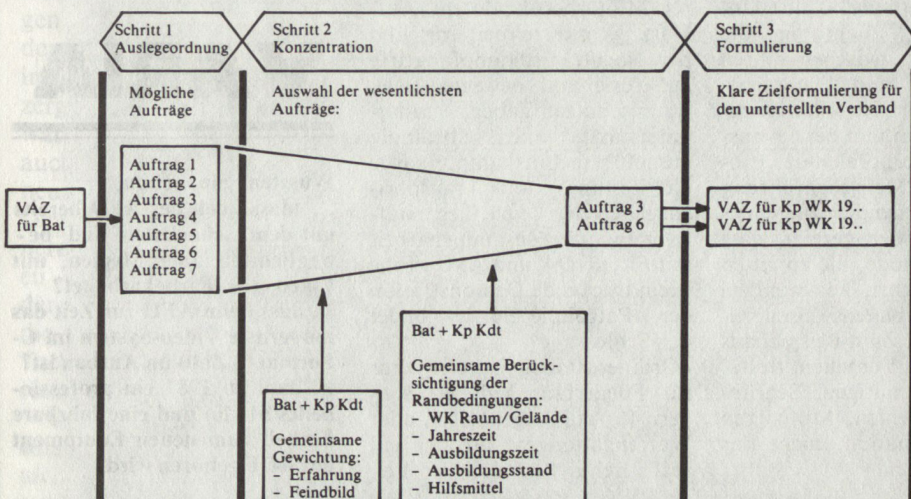 Schritt 1
Auslegeordnung
Schritt 2
Konzentration
Schritt 3
Formulierung
Mögliche
Aufträge
Auswahl der wesentlichsten
Aufträge:
Klare Zielformulierung für
den unterstellten Verband
VAZ
für Bat
Auftrag 1
Auftrag 2
Auftrag 3
Auftrag 4
Auftrag 5
Auftrag 6
Auftrag 7
Auftrag 3
Auftrag 6
VAZ für Kp WK 19..
VAZ für Kp WK 19..
Bat + Kp Kdt
Gemeinsame
Gewichtung:
- Erfahrung
- Feindbild
Bat + Kp Kdt
Gemeinsame Berück-
sichtigung der
Randbedingungen:
- WK Raum/Gelände
- Jahreszeit
- Ausbildungszeit
- Ausbildungsstand
- Hilfsmittel